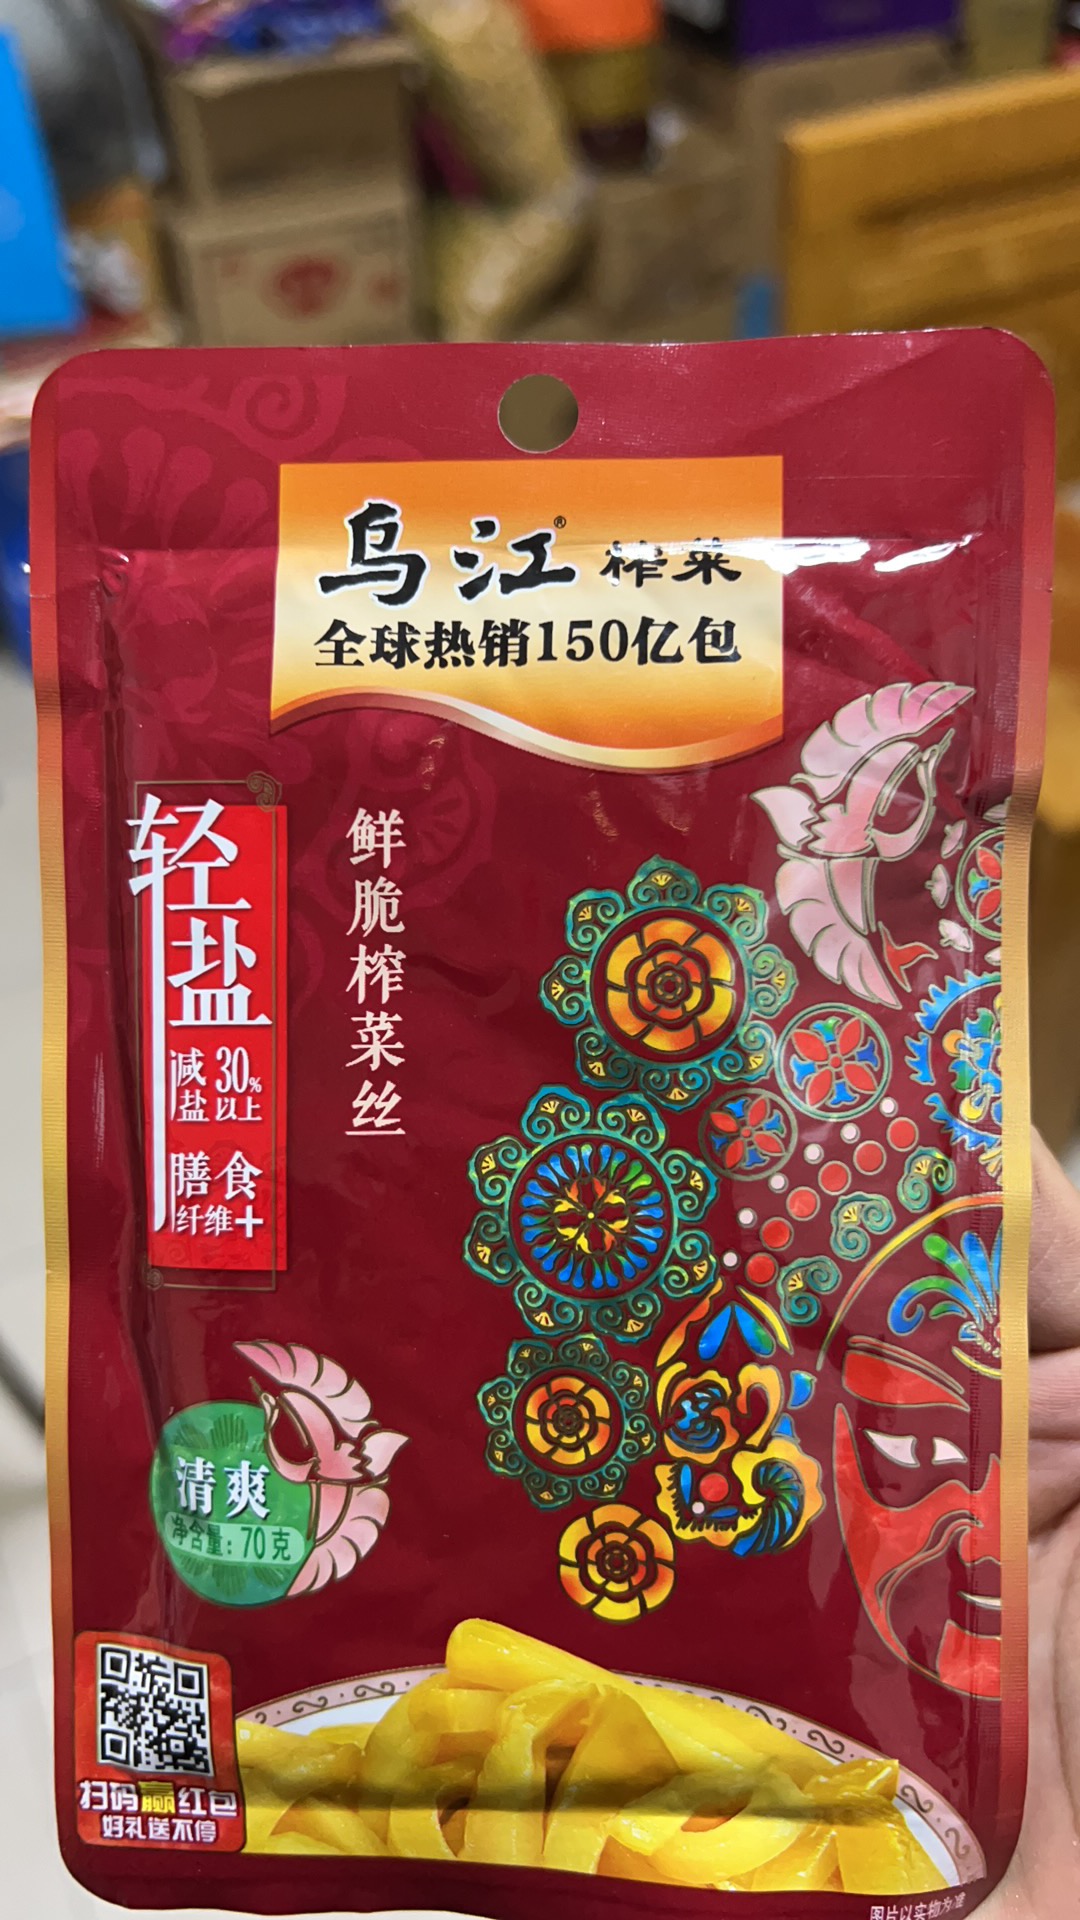 乌江® 榨菜
全球热销150亿包
轻盐
减盐30%以上
膳食纤维+
鲜脆榨菜丝
清爽
净含量：70克
扫码赢红包
好礼送不停
图片以实物为准